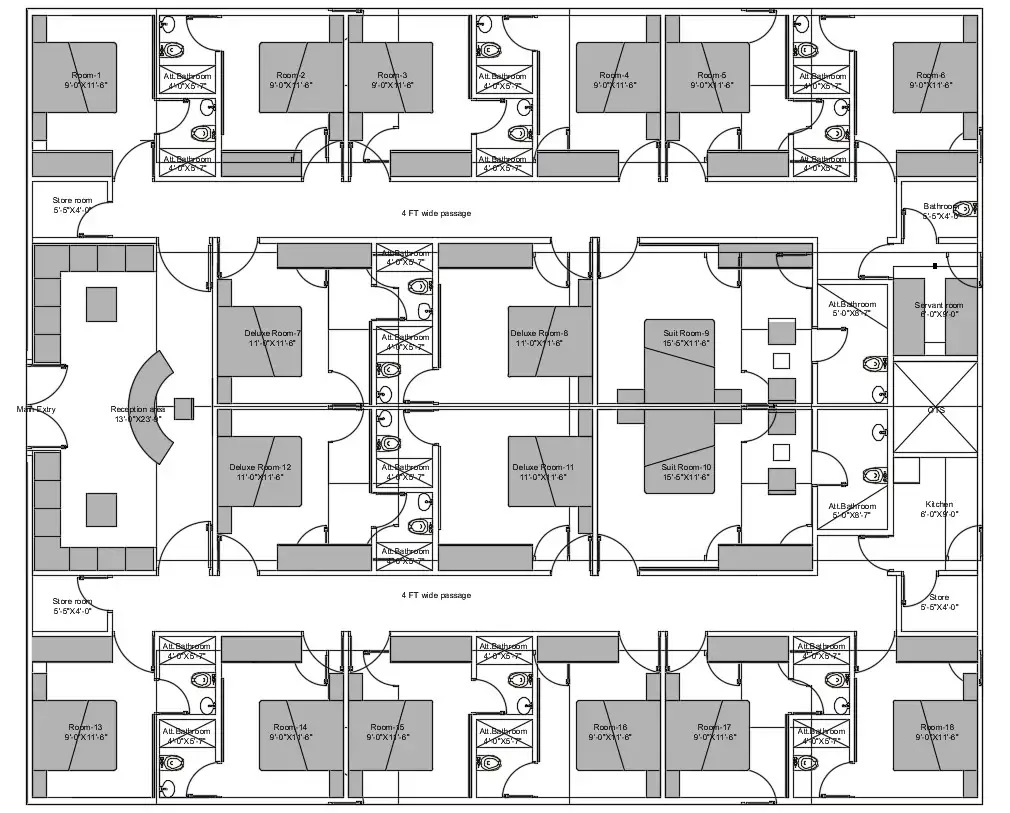 Room-1
9'-0"X11'-6"
Att.Bathroom
4'-0"X5'-7"
Room-2
9'-0"X11'-6"
Room-3
9'-0"X11'-6"
Att.Bathroom
4'-0"X5'-7"
Room-4
9'-0"X11'-6"
Room-5
9'-0"X11'-6"
Att.Bathroom
4'-0"X5'-7"
Room-6
9'-0"X11'-6"
Att.Bathroom
4'-0"X5'-7"
Att.Bathroom
4'-0"X5'-7"
Att.Bathroom
4'-0"X5'-7"
Store room
5'-5"X4'-0"
4 FT wide passage
Bathroom
5'-5"X4'-0"
Att.Bathroom
4'-0"X5'-7"
Deluxe Room-7
11'-0"X11'-6"
Att.Bathroom
4'-0"X5'-7"
Deluxe Room-8
11'-0"X11'-6"
Suit Room-9
15'-5"X11'-6"
Att.Bathroom
5'-0"X8'-7"
Servant room
6'-0"X9'-0"
Main Entry
Reception area
13'-0"X23'-9"
OTS
Deluxe Room-12
11'-0"X11'-6"
Att.Bathroom
4'-0"X5'-7"
Deluxe Room-11
11'-0"X11'-6"
Suit Room-10
15'-5"X11'-6"
Att.Bathroom
5'-0"X8'-7"
Kitchen
6'-0"X9'-0"
Att.Bathroom
4'-0"X5'-7"
Store room
5'-5"X4'-0"
4 FT wide passage
Store
5'-5"X4'-0"
Att.Bathroom
4'-0"X5'-7"
Att.Bathroom
4'-0"X5'-7"
Att.Bathroom
4'-0"X5'-7"
Room-13
9'-0"X11'-6"
Att.Bathroom
4'-0"X5'-7"
Room-14
9'-0"X11'-6"
Room-15
9'-0"X11'-6"
Att.Bathroom
4'-0"X5'-7"
Room-16
9'-0"X11'-6"
Room-17
9'-0"X11'-6"
Att.Bathroom
4'-0"X5'-7"
Room-18
9'-0"X11'-6"